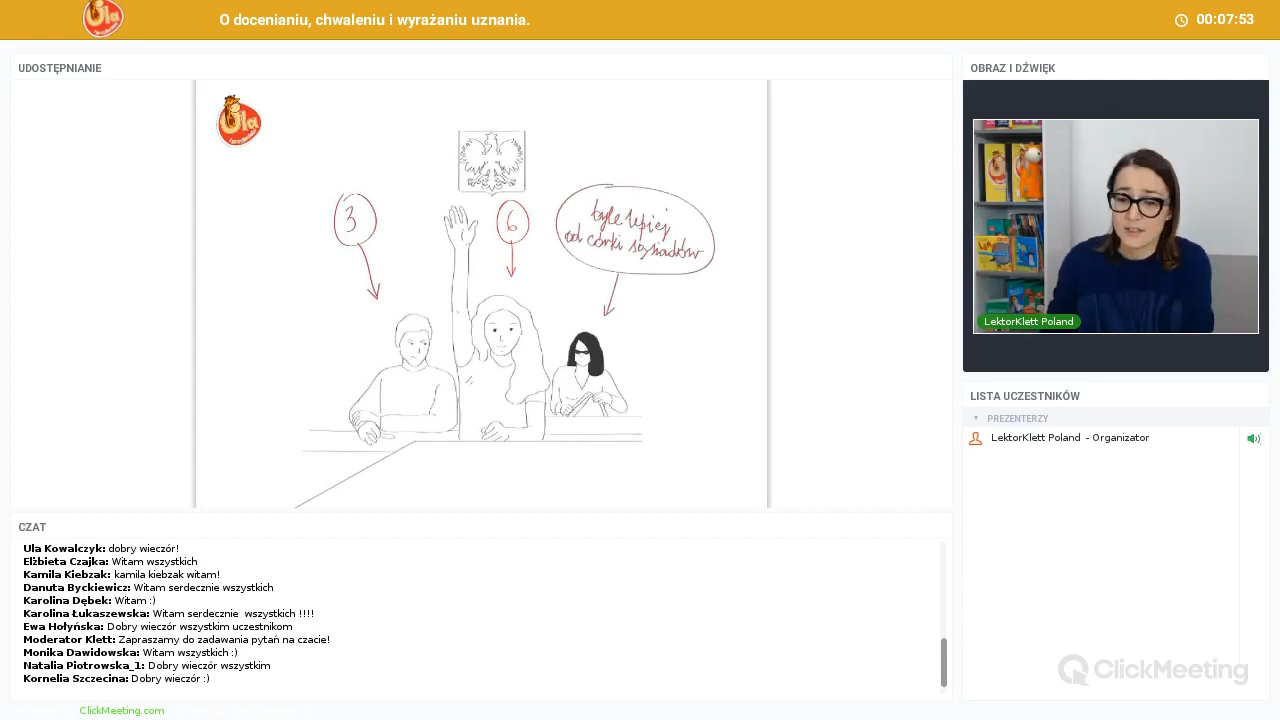 Ula
O docenianiu, chwaleniu i wyrażaniu uznania.
00:07:53
UDOSTĘPNIANIE
Ula
3
6
byle lepiej
od córki sąsiadów
OBRAZ I DŹWIĘK
LektorKlett Poland
LISTA UCZESTNIKÓW
PREZENTERZY
LektorKlett Poland - Organizator
CZAT
Ula Kowalczyk: dobry wieczór!
Elżbieta Czajka: Witam wszystkich
Kamila Kiebzak: kamila kiebzak witam!
Danuta Byckiewicz: Witam serdecznie wszystkich
Karolina Dębek: Witam :)
Karolina Łukaszewska: Witam serdecznie wszystkich !!!!
Ewa Hołyńska: Dobry wieczór wszystkim uczestnikom
Moderator Klett: Zapraszamy do zadawania pytań na czacie!
Monika Dawidowska: Witam wszystkich :)
Natalia Piotrowska_1: Dobry wieczór wszystkim
Kornelia Szczecina: Dobry wieczór :)
ClickMeeting
ClickMeeting.com